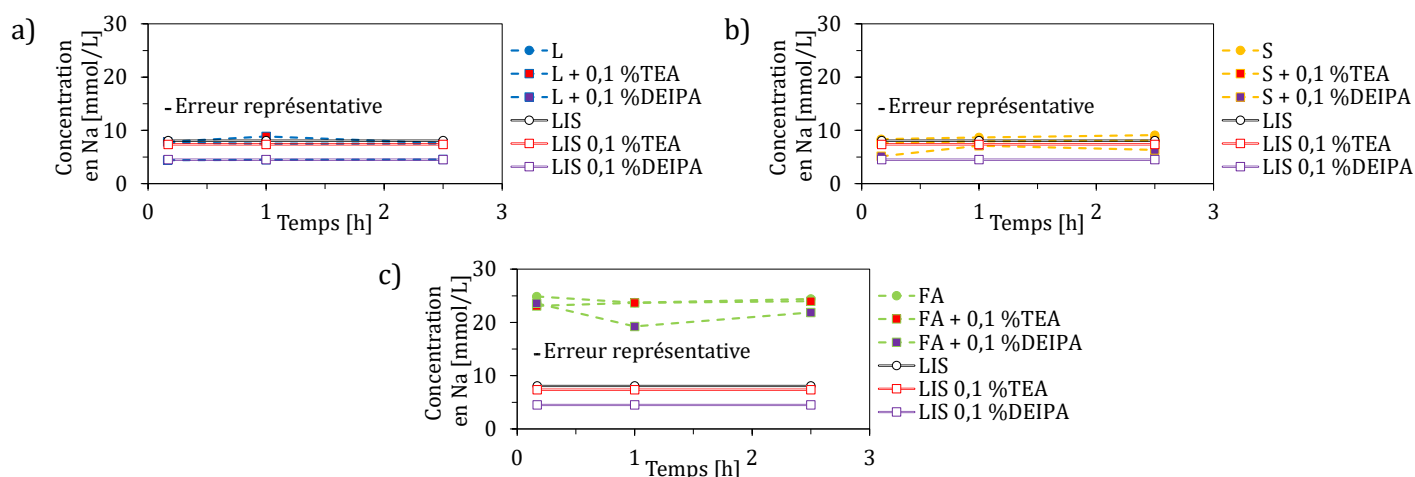 a)
Concentration
en Na [mmol/L]
30
20
10
0
0
1
2
3
Temps [h]
-Erreur représentative
L
L + 0,1 %TEA
L + 0,1 %DEIPA
LIS
LIS 0,1 %TEA
LIS 0,1 %DEIPA
b)
Concentration
en Na [mmol/L]
30
20
10
0
0
1
2
3
Temps [h]
-Erreur représentative
S
S + 0,1 %TEA
S + 0,1 %DEIPA
LIS
LIS 0,1 %TEA
LIS 0,1 %DEIPA
c)
Concentration
en Na [mmol/L]
30
20
10
0
0
1
2
3
Temps [h]
-Erreur représentative
FA
FA + 0,1 %TEA
FA + 0,1 %DEIPA
LIS
LIS 0,1 %TEA
LIS 0,1 %DEIPA